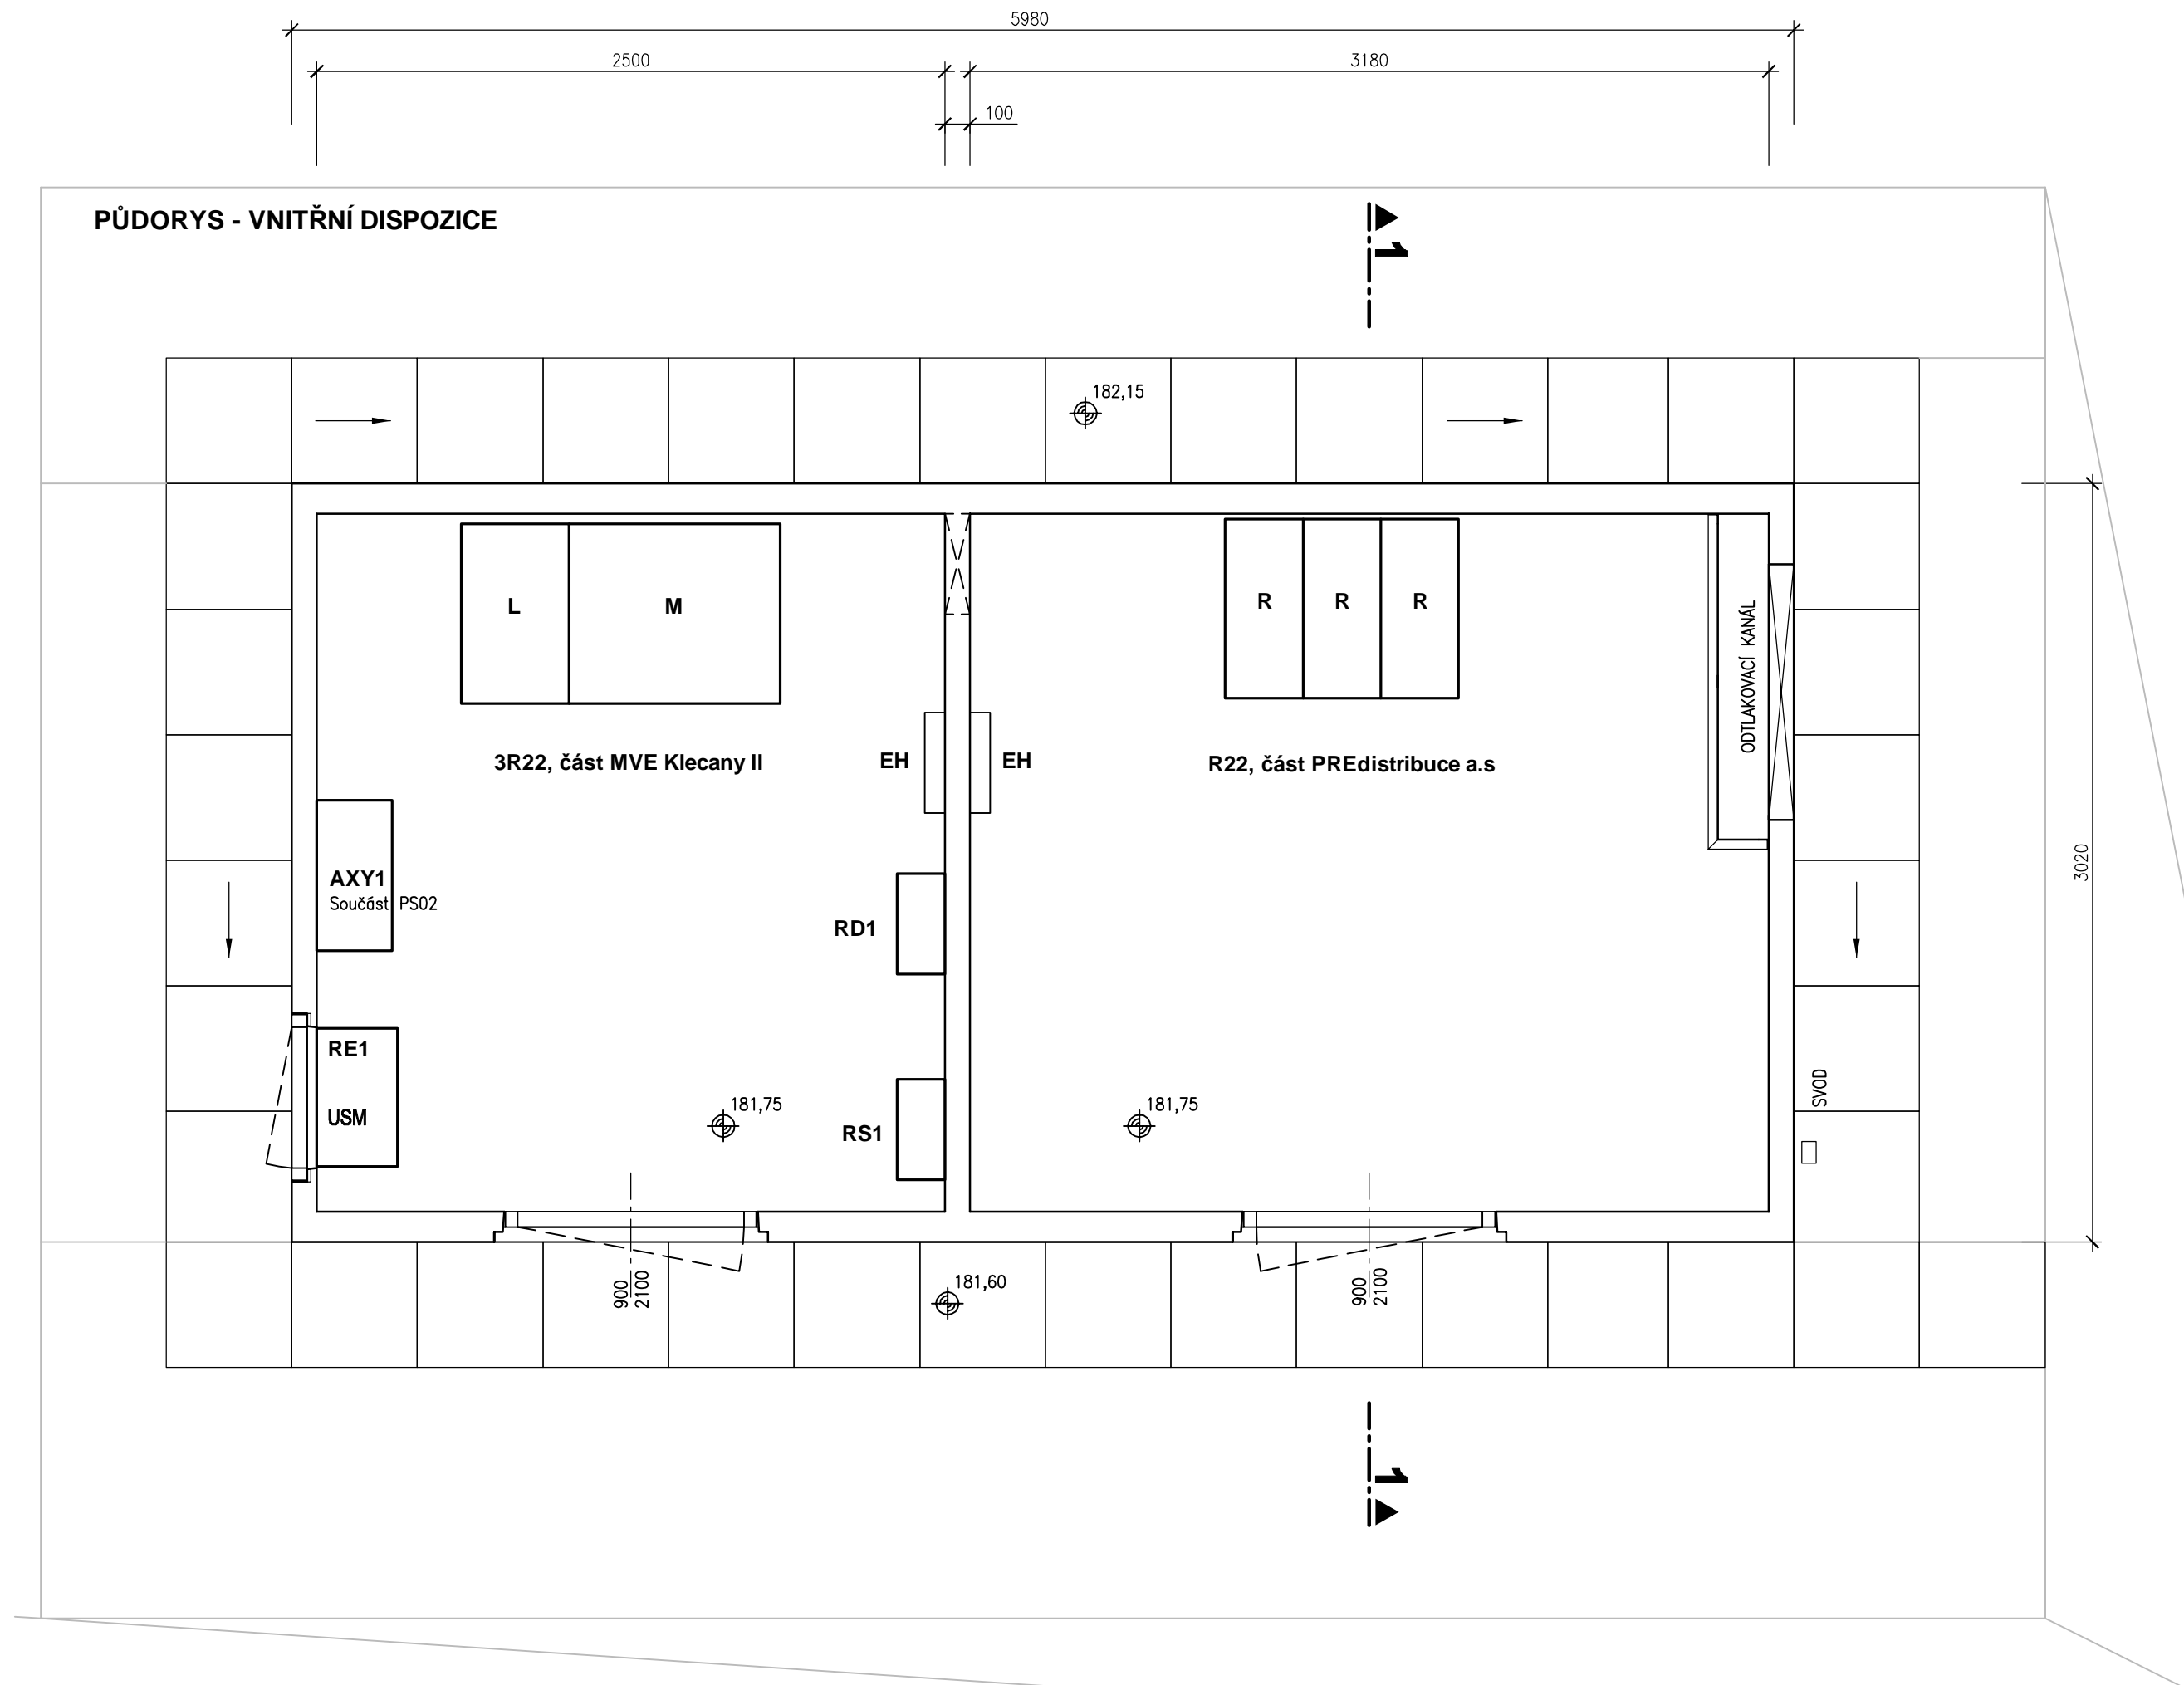 5980
2500
3180
100
PŮDORYS - VNITŘNÍ DISPOZICE
1
182,15
L
M
R
R
R
ODTLAKOVACÍ KANÁL
3R22, část MVE Klecany II
EH
EH
R22, část PREdistribuce a.s
AXY1
Součást PS02
3020
RD1
RE1
USM
RS1
181,75
181,75
SVOD
900
2100
181,60
900
2100
1